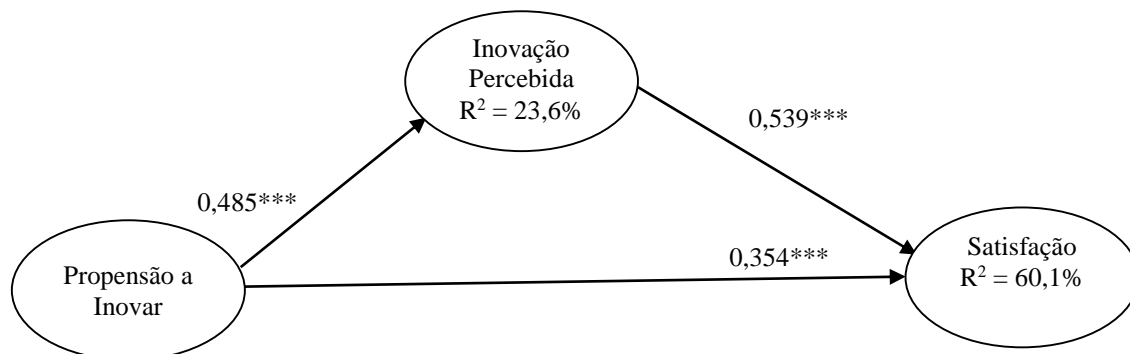 Inovação
Percebida
R² = 23,6%
0,539***
0,485***
Propensão a
Inovar
0,354***
Satisfação
R² = 60,1%